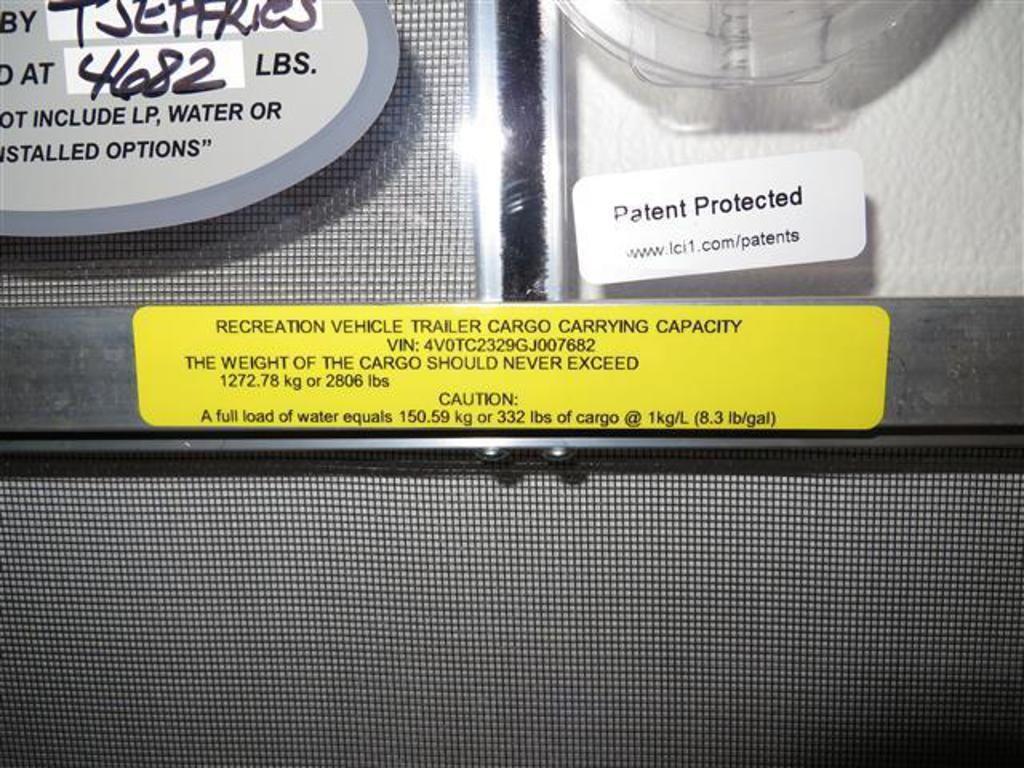 BY TJEFFRIES
D AT 4682 LBS.
OT INCLUDE LP, WATER OR
NSTALLED OPTIONS”
Patent Protected
www.lci1.com/patents
RECREATION VEHICLE TRAILER CARGO CARRYING CAPACITY
VIN: 4V0TC2329GJ007682
THE WEIGHT OF THE CARGO SHOULD NEVER EXCEED
1272.78 kg or 2806 lbs
CAUTION:
A full load of water equals 150.59 kg or 332 lbs of cargo @ 1kg/L (8.3 lb/gal)